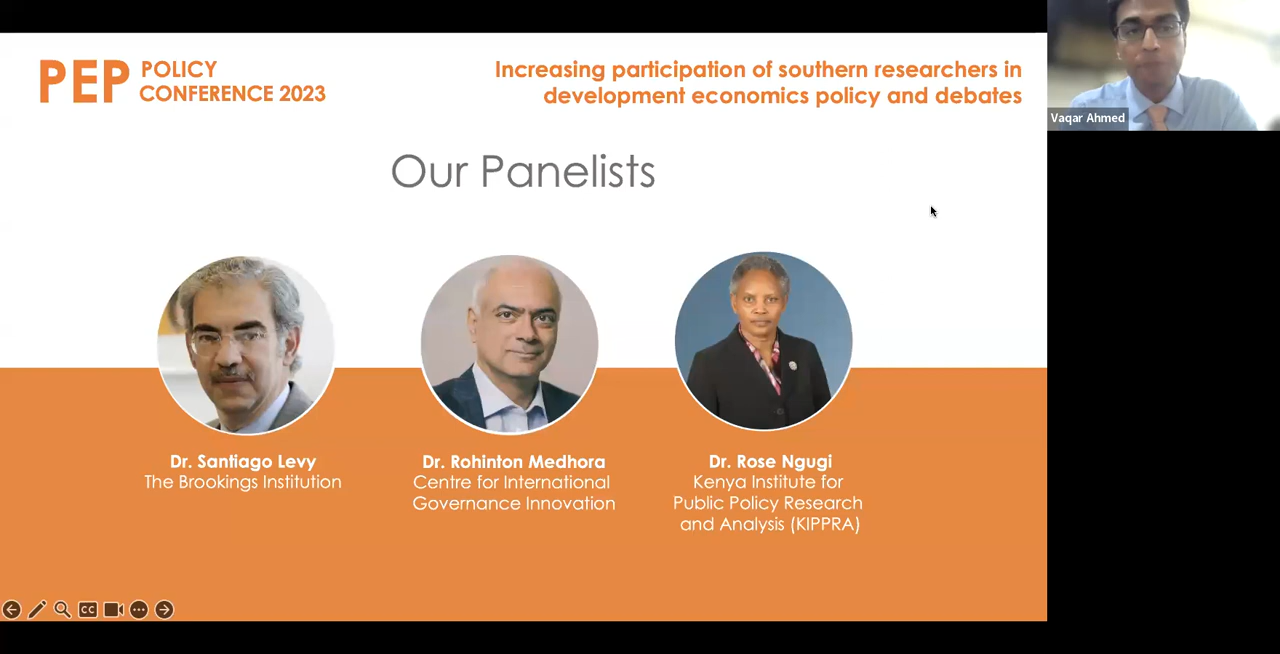 PEP POLICY
CONFERENCE 2023
Increasing participation of southern researchers in
development economics policy and debates
Vaqar Ahmed
Our Panelists
Dr. Santiago Levy
The Brookings Institution
Dr. Rohinton Medhora
Centre for International
Governance Innovation
Dr. Rose Ngugi
Kenya Institute for
Public Policy Research
and Analysis (KIPPRA)
CC